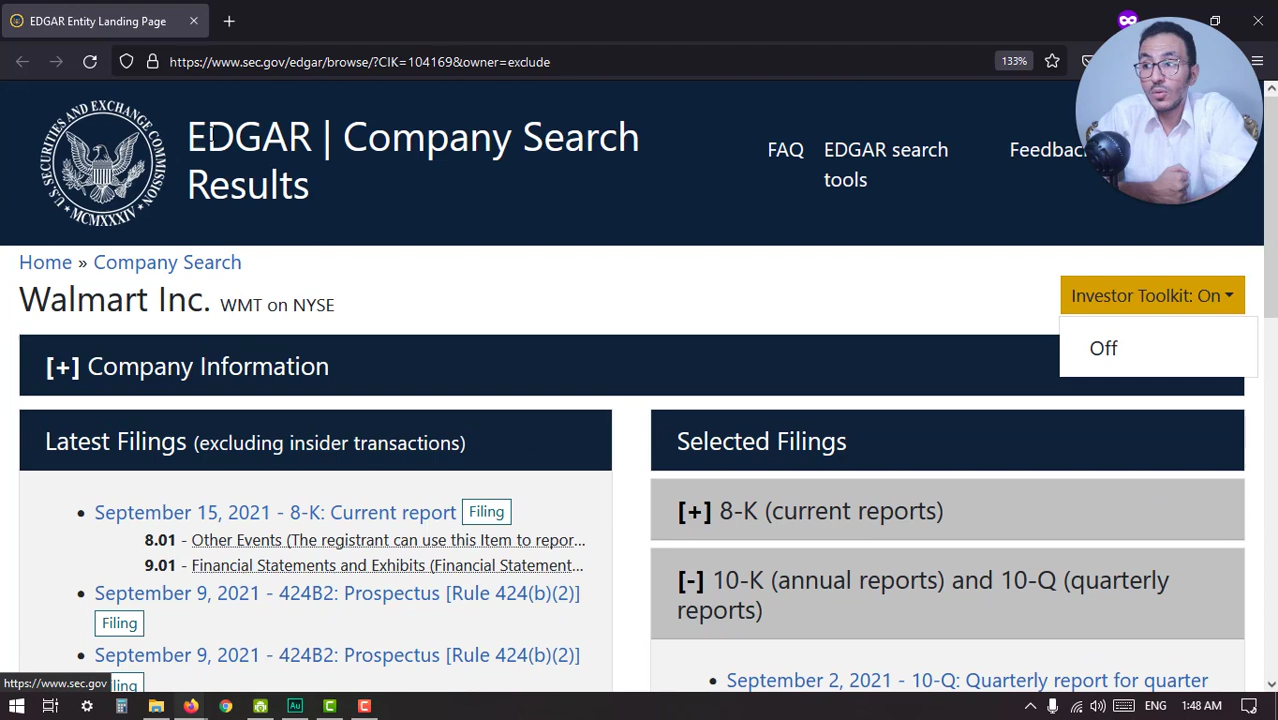 EDGAR Entity Landing Page
https://www.sec.gov/edgar/browse/?CIK=104169&owner=exclude
133%
U.S. SECURITIES AND EXCHANGE COMMISSION
MCMXXXIV
EDGAR | Company Search
Results
FAQ
EDGAR search
tools
Home » Company Search
Walmart Inc. WMT on NYSE
Investor Toolkit: On
Off
[+] Company Information
Latest Filings (excluding insider transactions)
September 15, 2021 - 8-K: Current report Filing
8.01 - Other Events (The registrant can use this Item to repor...
9.01 - Financial Statements and Exhibits (Financial Statement...
September 9, 2021 - 424B2: Prospectus [Rule 424(b)(2)]
Filing
September 9, 2021 - 424B2: Prospectus [Rule 424(b)(2)]
Selected Filings
[+] 8-K (current reports)
[-] 10-K (annual reports) and 10-Q (quarterly
reports)
September 2, 2021 - 10-Q: Quarterly report for quarter
https://www.sec.gov
Au
ENG
1:48 AM